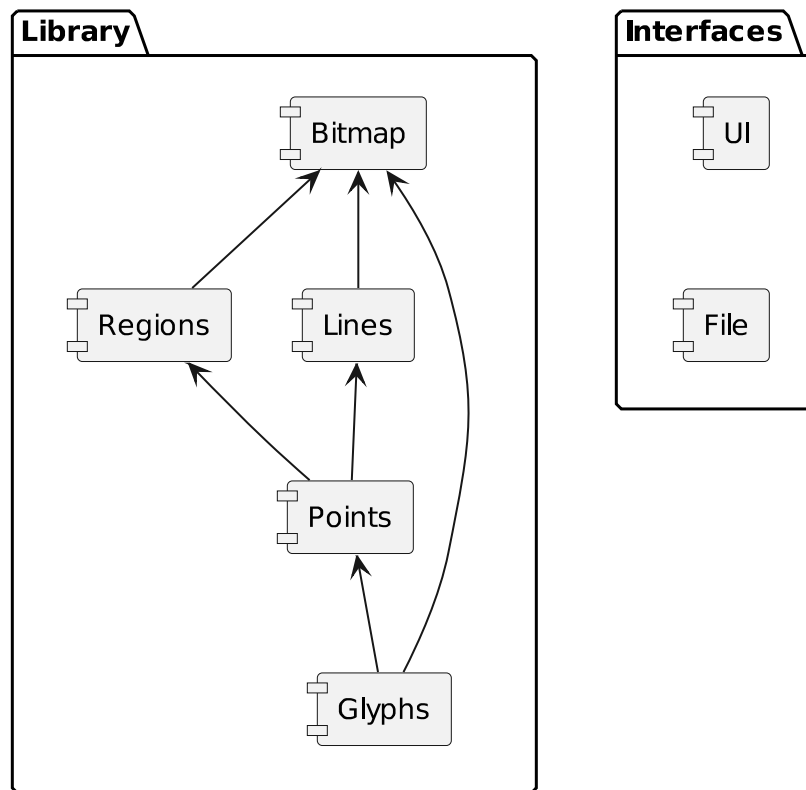 Library
Interfaces
Bitmap
UI
Regions
Lines
File
Points
Glyphs